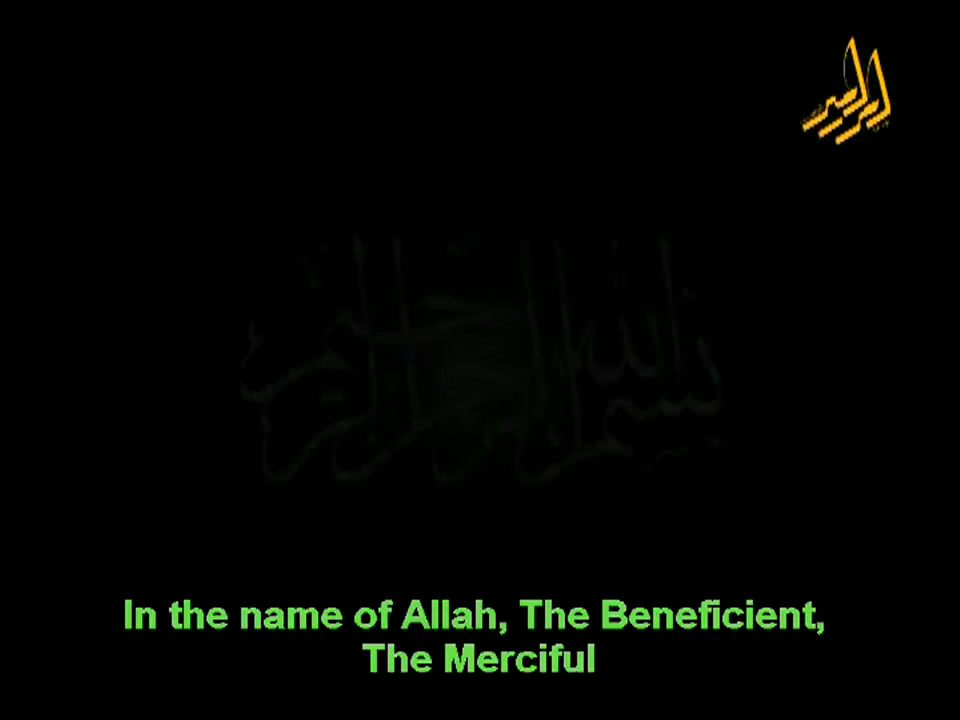 بسم الله الرحمن الرحيم
In the name of Allah, The Beneficient,
The Merciful